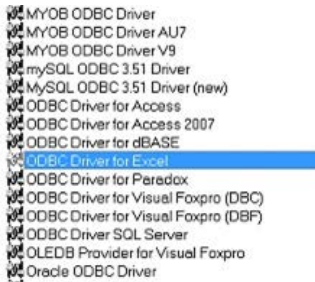 MYOB ODBC Driver
MYOB ODBC Driver AU7
MYOB ODBC Driver V9
mySQL ODBC 3.51 Driver
MySQL ODBC 3.51 Driver (new)
ODBC Driver for Access
ODBC Driver for Access 2007
ODBC Driver for dBASE
ODBC Driver for Excel
ODBC Driver for Paradox
ODBC Driver for Visual Foxpro (DBC)
ODBC Driver for Visual Foxpro (DBF)
ODBC Driver SQL Server
OLEDB Provider for Visual Foxpro
Oracle ODBC Driver